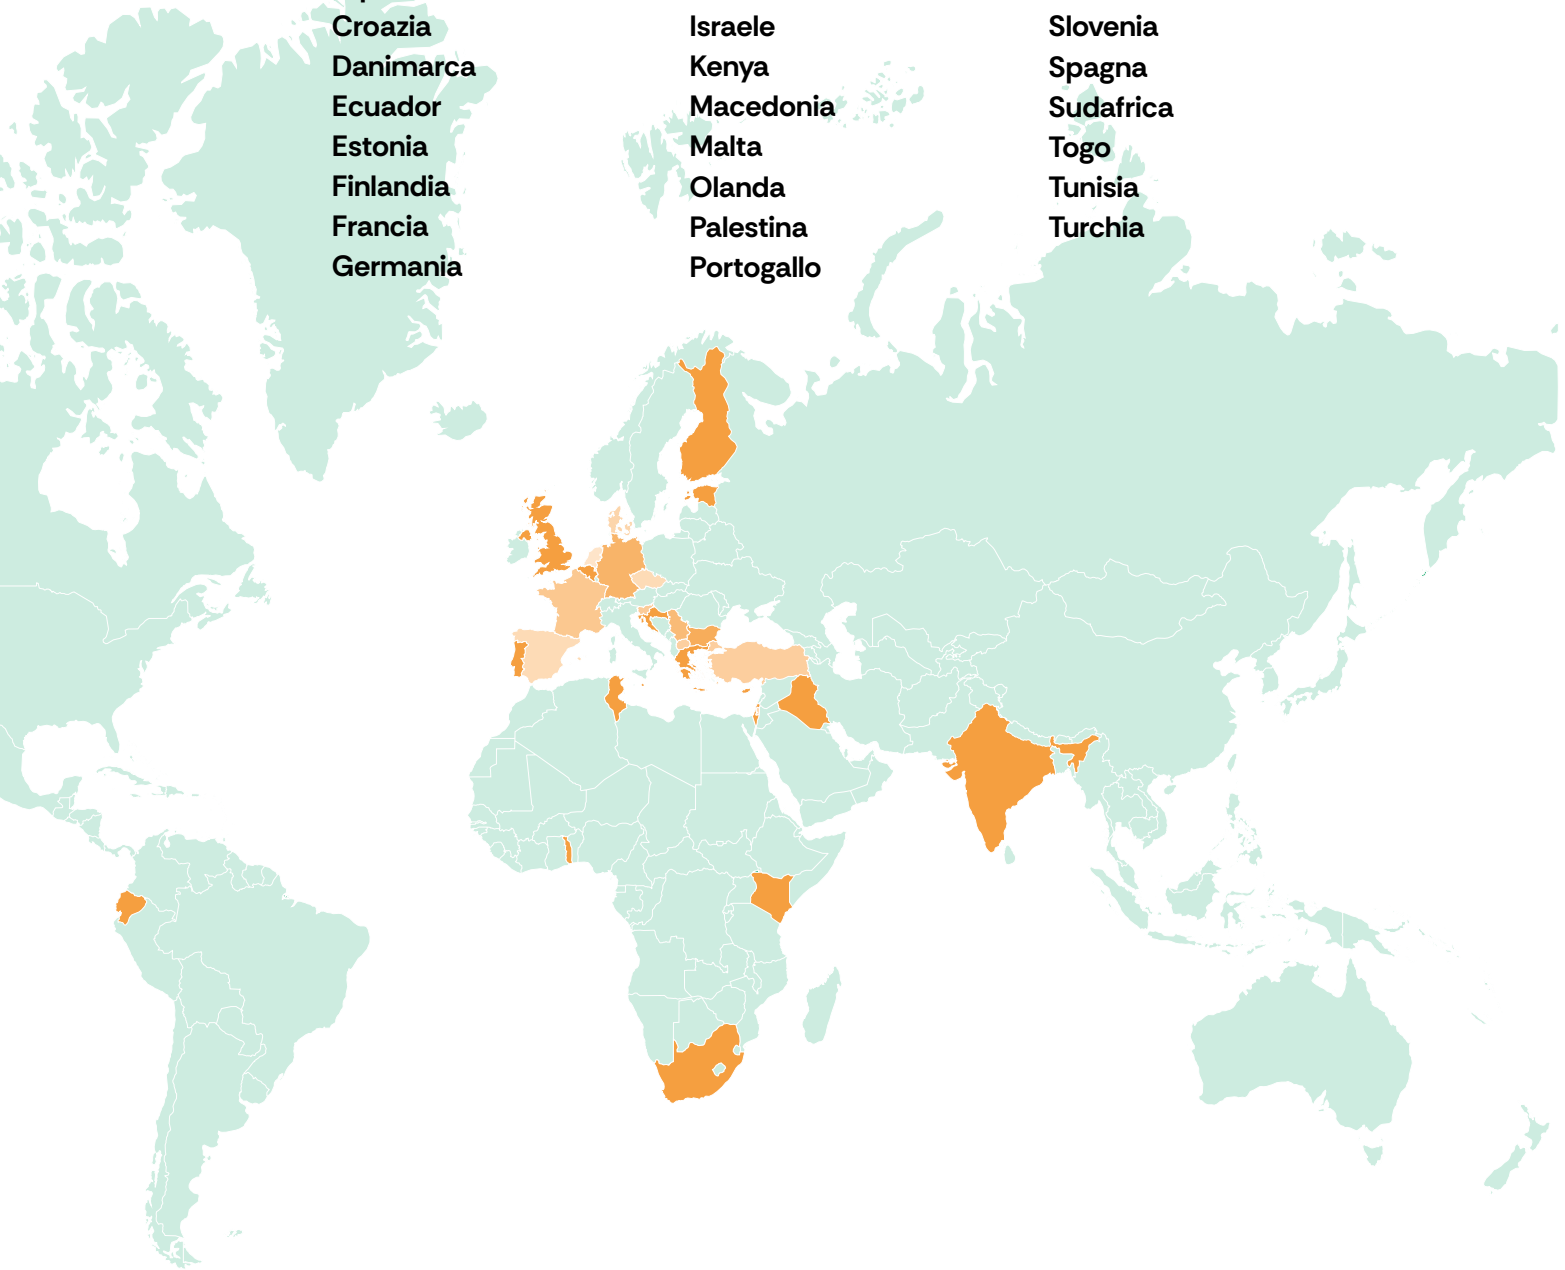 Croazia
Danimarca
Ecuador
Estonia
Finlandia
Francia
Germania
Israele
Kenya
Macedonia
Malta
Olanda
Palestina
Portogallo
Slovenia
Spagna
Sudafrica
Togo
Tunisia
Turchia